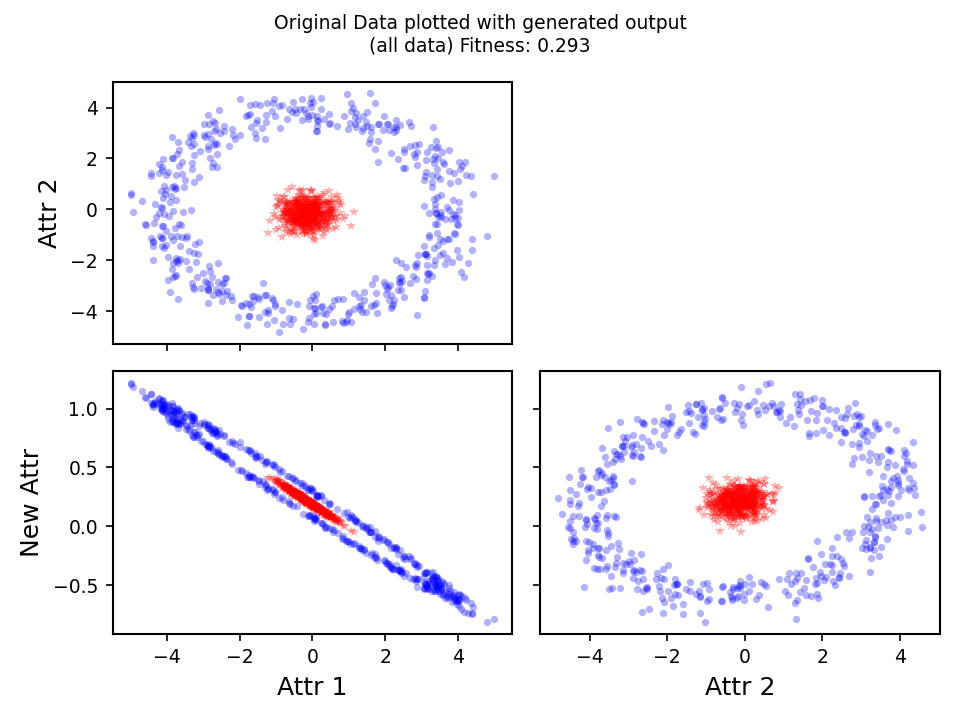 Original Data plotted with generated output
(all data) Fitness: 0.293
4
2
0
−2
−4
Attr 2
1.0
0.5
0.0
−0.5
New Attr
−4 −2 0 2 4
Attr 1
−4 −2 0 2 4
Attr 2